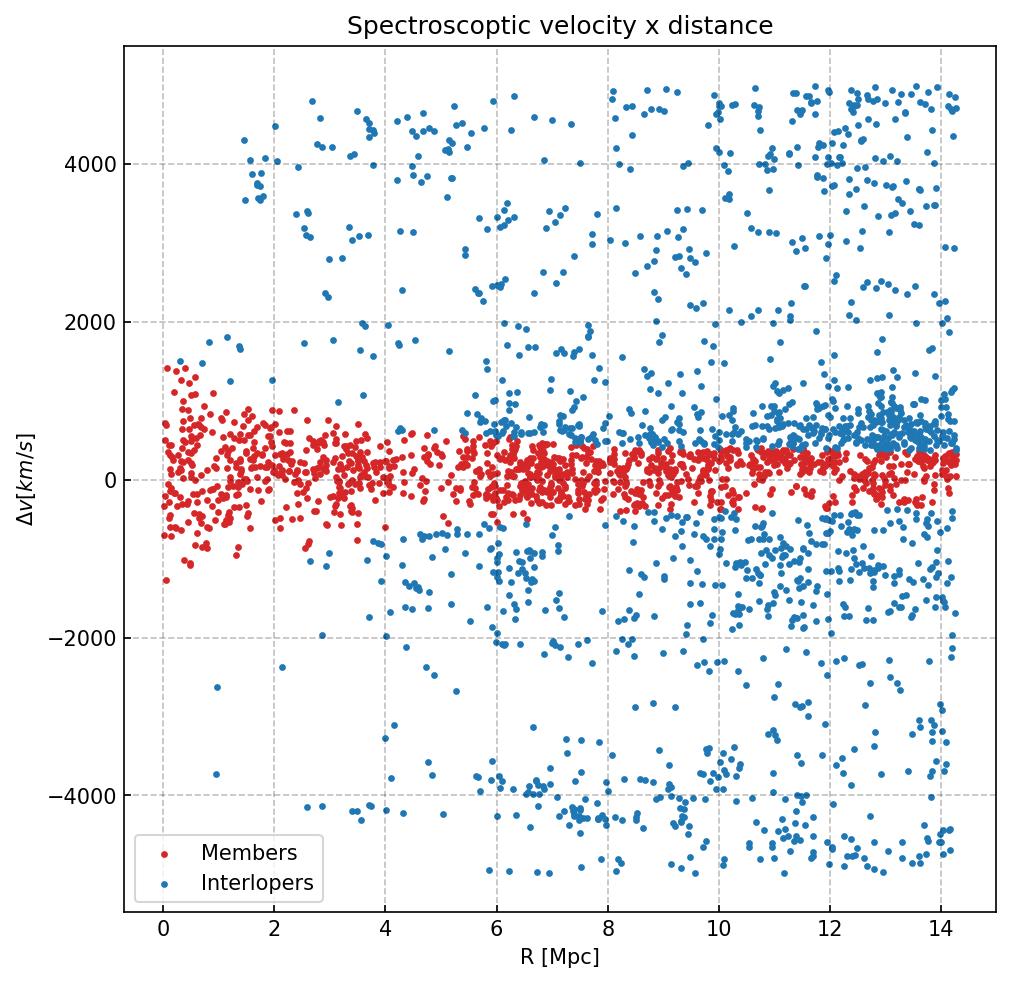 Spectroscoptic velocity x distance
Δv[km/s]
4000
2000
0
−2000
−4000
Members
Interlopers
0 2 4 6 8 10 12 14
R [Mpc]